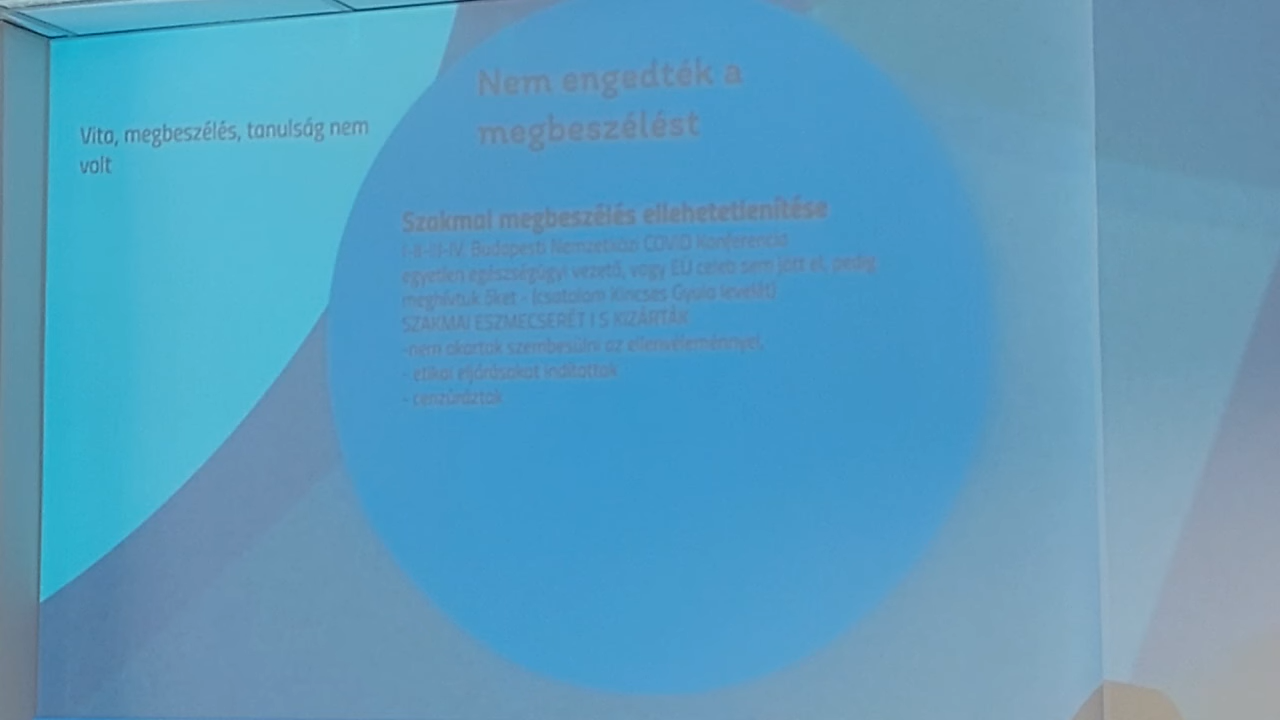 Vita, megbeszélés, tanulság nem
volt
Nem engedték a
megbeszélést
Szakmai megbeszélés ellehetetlenítése
I-II-III-IV. Budapesti Nemzetközi COVID Konferencia
egyetlen egészségügyi vezető, vagy EU celeb sem jött el, pedig
meghívtuk őket - (csatolom Kincses Gyula levelét)
SZAKMAI ESZMECSERÉT I S KIZÁRTÁK
-nem akartak szembesülni az ellenvéleménnyel,
- etikai eljárásokat indítottak
- cenzúráztak